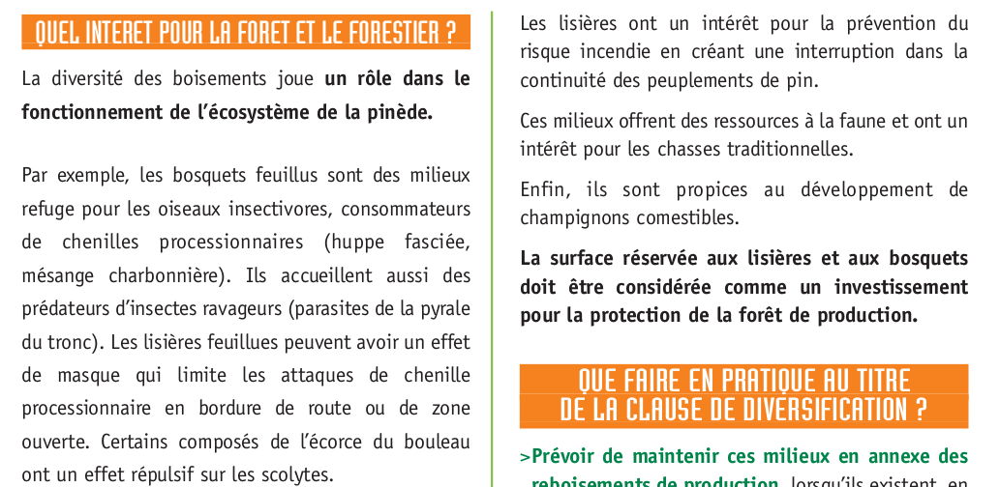 QUEL INTERET POUR LA FORET ET LE FORESTIER ?
La diversité des boisements joue un rôle dans le
fonctionnement de l'écosystème de la pinède.
Par exemple, les bosquets feuillus sont des milieux
refuge pour les oiseaux insectivores, consommateurs
de chenilles processionnaires (huppe fasciée,
mésange charbonnière). Ils accueillent aussi des
prédateurs d'insectes ravageurs (parasites de la pyrale
du tronc). Les lisières feuillues peuvent avoir un effet
de masque qui limite les attaques de chenille
processionnaire en bordure de route ou de zone
ouverte. Certains composés de l'écorce du bouleau
ont un effet répulsif sur les scolytes.
Les lisières ont un intérêt pour la prévention du
risque incendie en créant une interruption dans la
continuité des peuplements de pin.
Ces milieux offrent des ressources à la faune et ont un
intérêt pour les chasses traditionnelles.
Enfin, ils sont propices au développement de
champignons comestibles.
La surface réservée aux lisières et aux bosquets
doit être considérée comme un investissement
pour la protection de la forêt de production.
QUE FAIRE EN PRATIQUE AU TITRE
DE LA CLAUSE DE DIVERSIFICATION ?
>Prévoir de maintenir ces milieux en annexe des
reboisements de production, lorsqu'ils existent, en